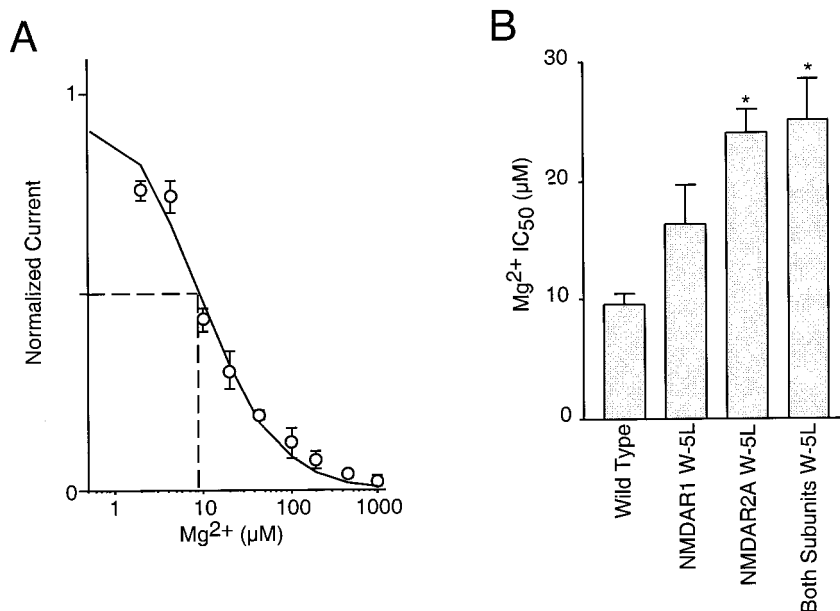 A
1
Normalized Current
0
1
10
100
1000
Mg2+ (µM)
B
30
20
10
0
Mg2+ IC50 (µM)
*
*
Wild Type
NMDAR1 W-5L
NMDAR2A W-5L
Both Subunits W-5L